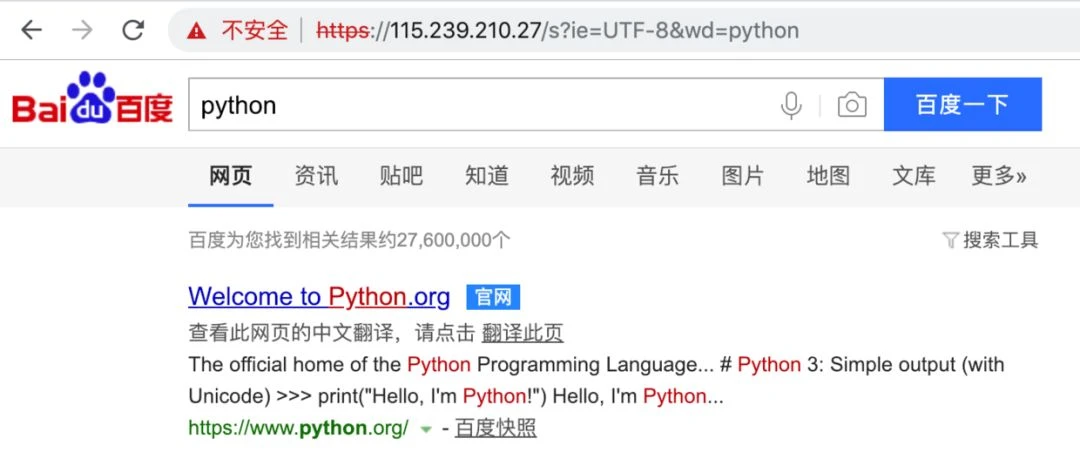 不安全 https://115.239.210.27/s?ie=UTF-8&wd=python
Bai du 百度 python 百度一下
网页 资讯 贴吧 知道 视频 音乐 图片 地图 文库 更多»
百度为您找到相关结果约27,600,000个 搜索工具
Welcome to Python.org 官网
查看此网页的中文翻译，请点击 翻译此页
The official home of the Python Programming Language... # Python 3: Simple output (with
Unicode) >>> print("Hello, I'm Python!") Hello, I'm Python...
https://www.python.org/ - 百度快照